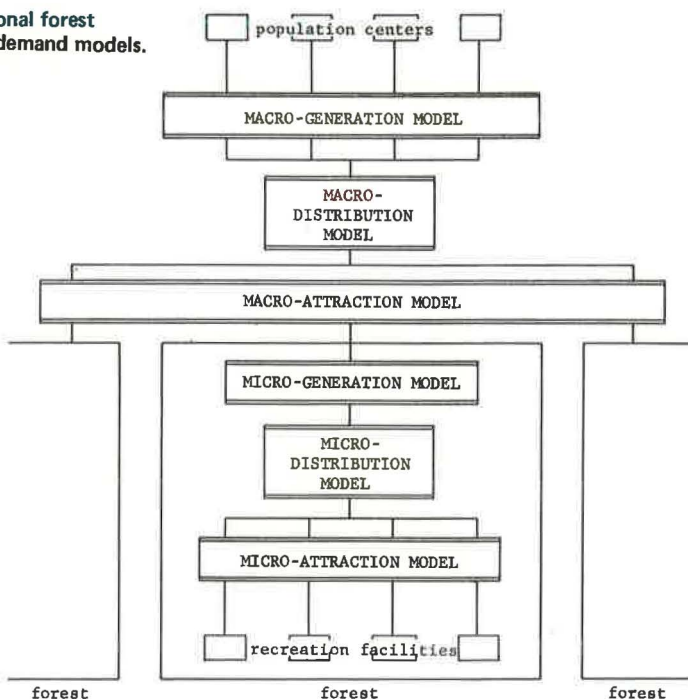 onal forest
demand models.
population centers
MACRO-GENERATION MODEL
MACRO-
DISTRIBUTION
MODEL
MACRO-ATTRACTION MODEL
MICRO-GENERATION MODEL
MICRO-
DISTRIBUTION
MODEL
MICRO-ATTRACTION MODEL
recreation facilities
forest
forest
forest